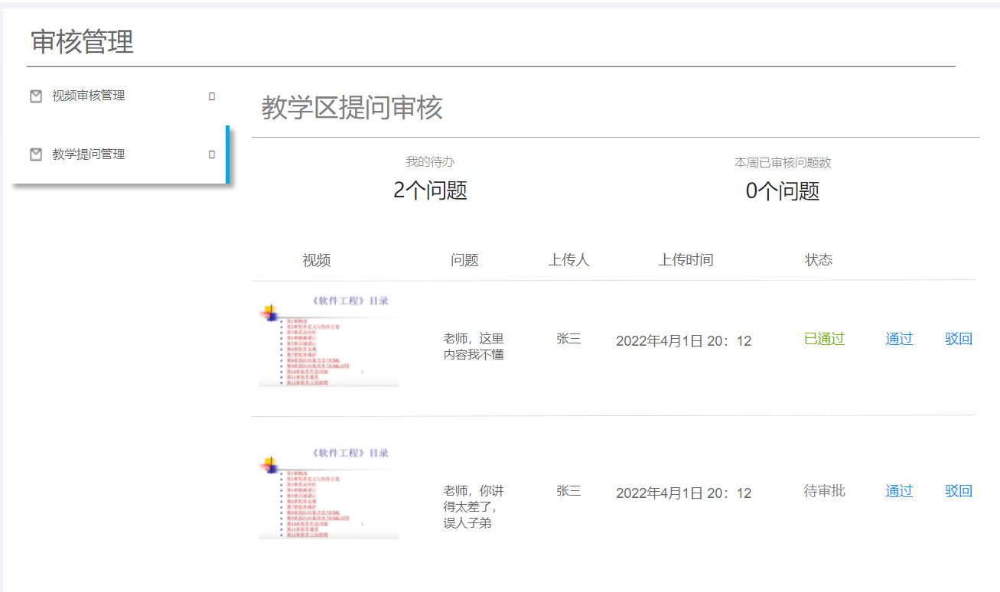 审核管理
视频审核管理
教学提问管理
教学区提问审核
我的待办
本周已审核问题数
2个问题
0个问题
视频 问题 上传人 上传时间 状态
《软件工程》目录
老师，这里
内容我不懂
张三
2022年4月1日 20：12
已通过
通过
驳回
《软件工程》目录
老师，你讲
得太差了，
误人子弟
张三
2022年4月1日 20：12
待审批
通过
驳回